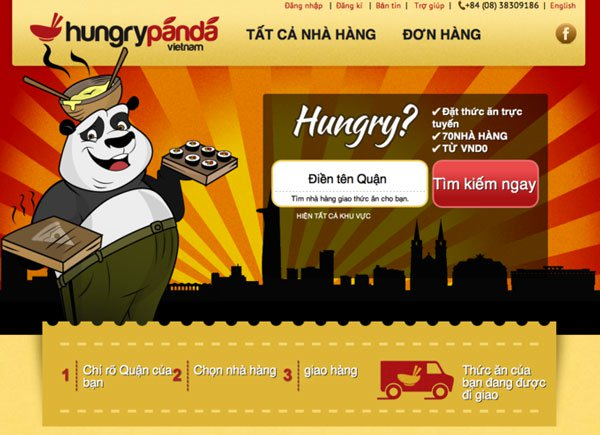 Đăng nhập | Đăng kí | Bản tin | Trợ giúp | +84 (08) 38309186 | English
hungrypánda
vietnam
TẤT CẢ NHÀ HÀNG
ĐƠN HÀNG
f
Hungry?
✔Đặt thức ăn trực
tuyến
✔70NHÀ HÀNG
✔TỪ VND0
Điền tên Quận
Tìm nhà hàng giao thức ăn cho bạn.
Tìm kiếm ngay
HIỆN TẤT CẢ KHU VỰC
1 Chỉ rõ Quận của
bạn
2 Chọn nhà hàng
3 giao hàng
Thức ăn của
bạn đang được
đi giao